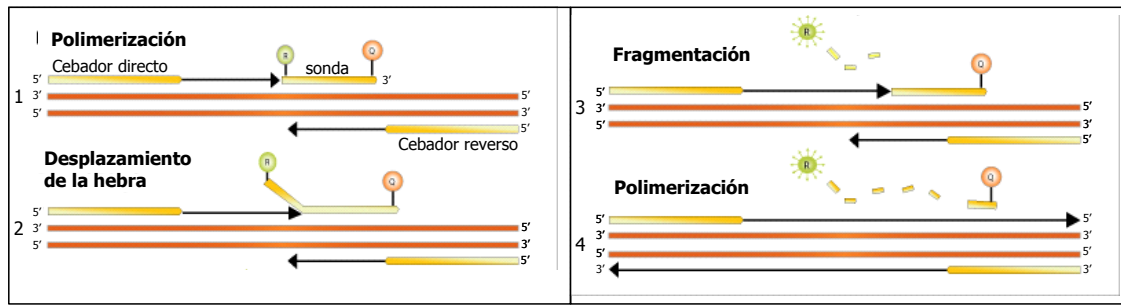 Polimerización
Cebador directo
R
Q
sonda
5′ 3′
1
3′ 5′
5′ 3′
5′
Cebador reverso
Desplazamiento
de la hebra
R
Q
5′
2
3′ 5′
5′ 3′
5′
Fragmentación
R
Q
5′
3
3′ 5′
5′ 3′
5′
Polimerización
R
Q
5′ 5′
4
3′ 3′
5′ 5′
3′ 3′